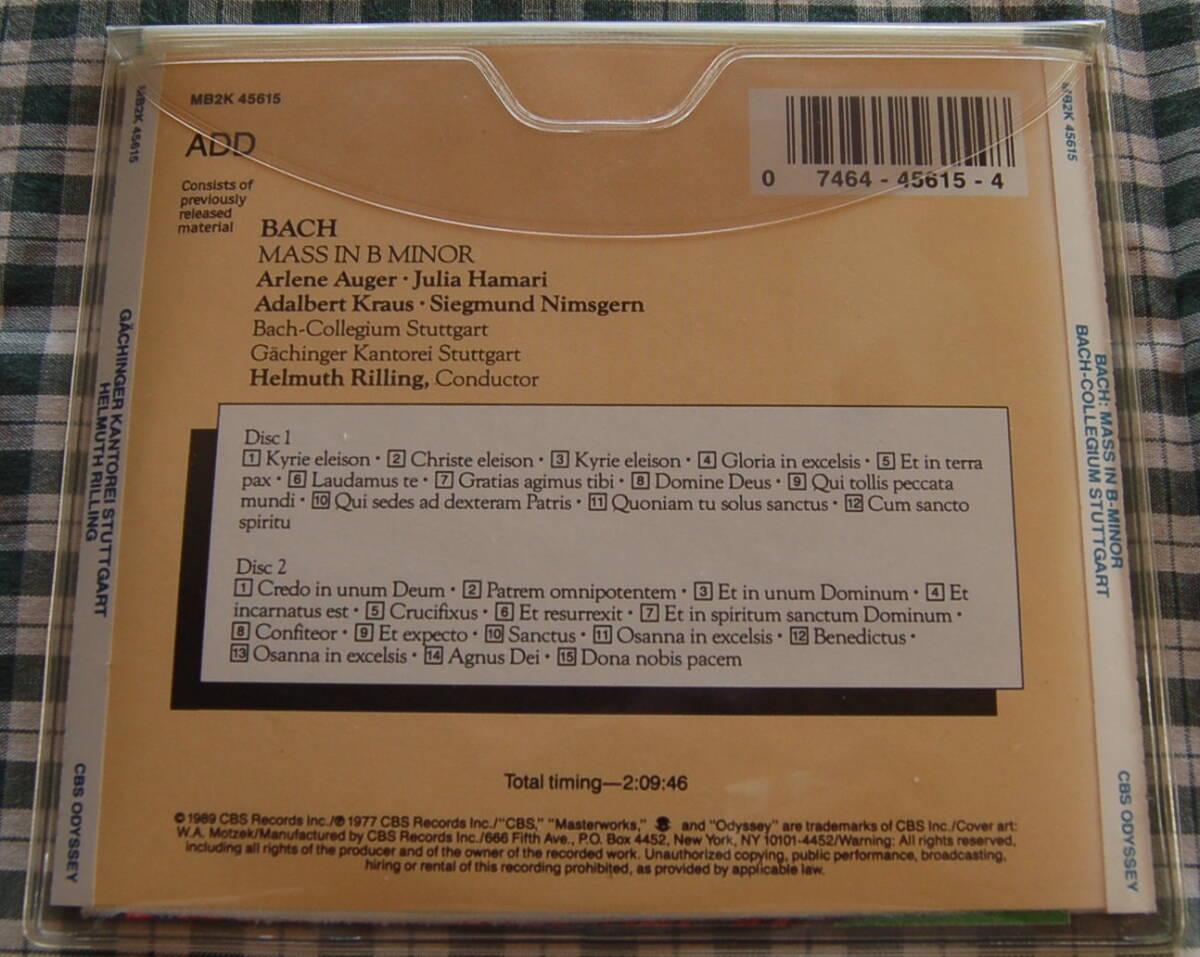 MB2K 45615
ADD
Consists of
previously
released
material
0 7464 - 45615 - 4
BACH
MASS IN B MINOR
Arlene Auger · Julia Hamari
Adalbert Kraus · Siegmund Nimsgern
Bach-Collegium Stuttgart
Gächinger Kantorei Stuttgart
Helmuth Rilling, Conductor
Disc 1
1 Kyrie eleison · 2 Christe eleison · 3 Kyrie eleison · 4 Gloria in excelsis · 5 Et in terra
pax · 6 Laudamus te · 7 Gratias agimus tibi · 8 Domine Deus · 9 Qui tollis peccata
mundi · 10 Qui sedes ad dexteram Patris · 11 Quoniam tu solus sanctus · 12 Cum sancto
spiritu
Disc 2
1 Credo in unum Deum · 2 Patrem omnipotentem · 3 Et in unum Dominum · 4 Et
incarnatus est · 5 Crucifixus · 6 Et resurrexit · 7 Et in spiritum sanctum Dominum ·
8 Confiteor · 9 Et expecto · 10 Sanctus · 11 Osanna in excelsis · 12 Benedictus ·
13 Osanna in excelsis · 14 Agnus Dei · 15 Dona nobis pacem
Total timing—2:09:46
© 1989 CBS Records Inc./℗ 1977 CBS Records Inc./"CBS," "Masterworks," and "Odyssey" are trademarks of CBS Inc./Cover art:
W.A. Motzek/Manufactured by CBS Records Inc./666 Fifth Ave., P.O. Box 4452, New York, NY 10101-4452/Warning: All rights reserved,
including all rights of the producer and of the owner of the recorded work. Unauthorized copying, public performance, broadcasting,
hiring or rental of this recording prohibited, as provided by applicable law.
MB2K 45615
GÄCHINGER KANTOREI STUTTGART
HELMUTH RILLING
CBS ODYSSEY
MB2K 45615
BACH: MASS IN B-MINOR
BACH-COLLEGIUM STUTTGART
CBS ODYSSEY